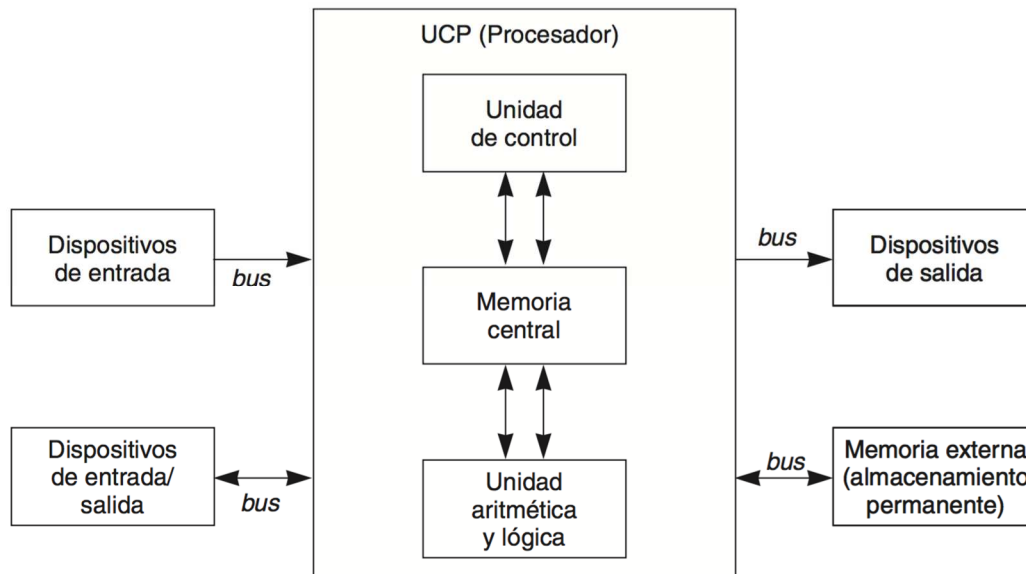 UCP (Procesador)
Unidad
de control
Dispositivos
de entrada
bus
Memoria
central
bus
Dispositivos
de salida
Dispositivos
de entrada/
salida
bus
Unidad
aritmética
y lógica
bus
Memoria externa
(almacenamiento
permanente)